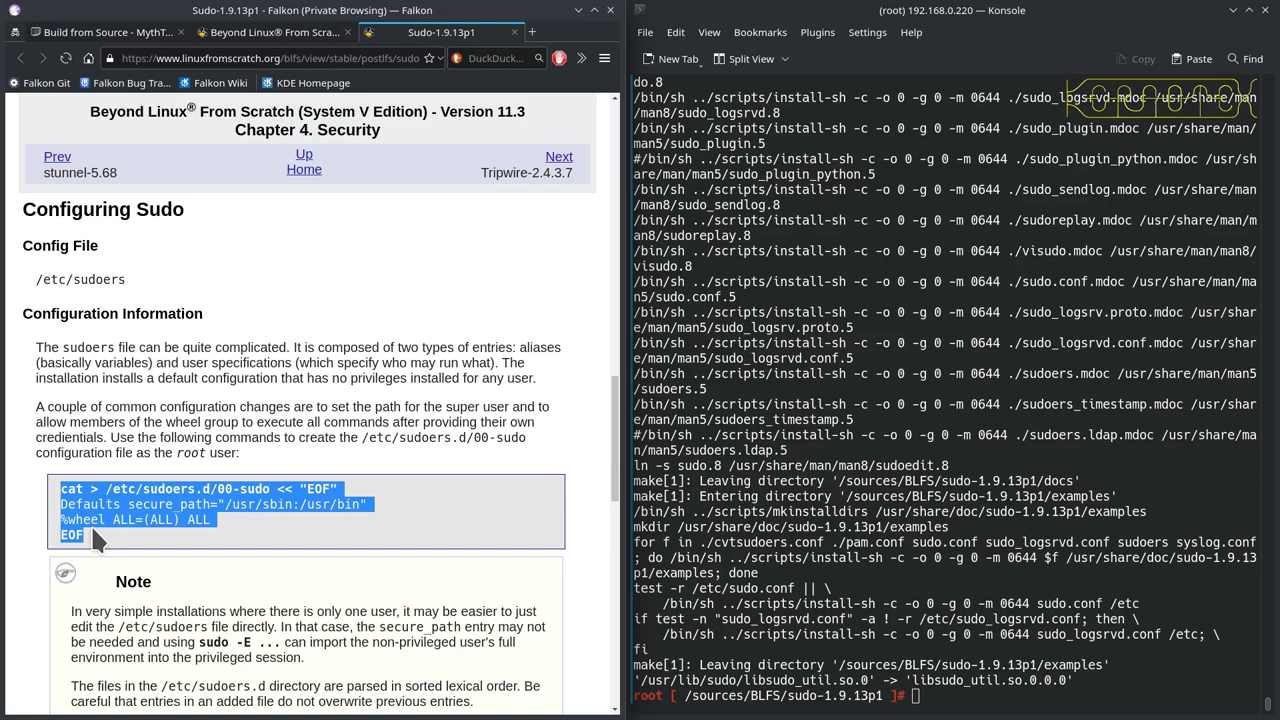 Sudo-1.9.13p1 - Falkon (Private Browsing) — Falkon
Build from Source - MythT...
Beyond Linux® From Scra...
Sudo-1.9.13p1
https://www.linuxfromscratch.org/blfs/view/stable/postlfs/sudo
DuckDuck...
Falkon Git
Falkon Bug Tra...
Falkon Wiki
KDE Homepage
Beyond Linux® From Scratch (System V Edition) - Version 11.3
Chapter 4. Security
Prev
Up
Next
stunnel-5.68
Home
Tripwire-2.4.3.7
Configuring Sudo
Config File
/etc/sudoers
Configuration Information
The sudoers file can be quite complicated. It is composed of two types of entries: aliases
(basically variables) and user specifications (which specify who may run what). The
installation installs a default configuration that has no privileges installed for any user.
A couple of common configuration changes are to set the path for the super user and to
allow members of the wheel group to execute all commands after providing their own
credentials. Use the following commands to create the /etc/sudoers.d/00-sudo
configuration file as the root user:
cat > /etc/sudoers.d/00-sudo << "EOF"
Defaults secure_path="/usr/sbin:/usr/bin"
%wheel ALL=(ALL) ALL
EOF
Note
In very simple installations where there is only one user, it may be easier to just
edit the /etc/sudoers file directly. In that case, the secure_path entry may not
be needed and using sudo -E ... can import the non-privileged user's full
environment into the privileged session.
The files in the /etc/sudoers.d directory are parsed in sorted lexical order. Be
careful that entries in an added file do not overwrite previous entries.
(root) 192.168.0.220 — Konsole
File Edit View Bookmarks Plugins Settings Help
New Tab
Split View
Copy
Paste
Find
do.8
/bin/sh ../scripts/install-sh -c -o 0 -g 0 -m 0644 ./sudo_logsrvd.mdoc /usr/share/man
/man8/sudo_logsrvd.8
/bin/sh ../scripts/install-sh -c -o 0 -g 0 -m 0644 ./sudo_plugin.mdoc /usr/share/man/
man5/sudo_plugin.5
#/bin/sh ../scripts/install-sh -c -o 0 -g 0 -m 0644 ./sudo_plugin_python.mdoc /usr/sh
are/man/man5/sudo_plugin_python.5
/bin/sh ../scripts/install-sh -c -o 0 -g 0 -m 0644 ./sudo_sendlog.mdoc /usr/share/man
/man8/sudo_sendlog.8
/bin/sh ../scripts/install-sh -c -o 0 -g 0 -m 0644 ./sudoreplay.mdoc /usr/share/man/m
an8/sudoreplay.8
/bin/sh ../scripts/install-sh -c -o 0 -g 0 -m 0644 ./visudo.mdoc /usr/share/man/man8/
visudo.8
/bin/sh ../scripts/install-sh -c -o 0 -g 0 -m 0644 ./sudo.conf.mdoc /usr/share/man/ma
n5/sudo.conf.5
/bin/sh ../scripts/install-sh -c -o 0 -g 0 -m 0644 ./sudo_logsrv.proto.mdoc /usr/shar
e/man/man5/sudo_logsrv.proto.5
/bin/sh ../scripts/install-sh -c -o 0 -g 0 -m 0644 ./sudo_logsrvd.conf.mdoc /usr/shar
e/man/man5/sudo_logsrvd.conf.5
/bin/sh ../scripts/install-sh -c -o 0 -g 0 -m 0644 ./sudoers.mdoc /usr/share/man/man5
/sudoers.5
/bin/sh ../scripts/install-sh -c -o 0 -g 0 -m 0644 ./sudoers_timestamp.mdoc /usr/shar
e/man/man5/sudoers_timestamp.5
#/bin/sh ../scripts/install-sh -c -o 0 -g 0 -m 0644 ./sudoers.ldap.mdoc /usr/share/ma
n/man5/sudoers.ldap.5
ln -s sudo.8 /usr/share/man/man8/sudoedit.8
make[1]: Leaving directory '/sources/BLFS/sudo-1.9.13p1/docs'
make[1]: Entering directory '/sources/BLFS/sudo-1.9.13p1/examples'
/bin/sh ../scripts/mkinstalldirs /usr/share/doc/sudo-1.9.13p1/examples
mkdir /usr/share/doc/sudo-1.9.13p1/examples
for f in ./cvtsudoers.conf ./pam.conf sudo.conf sudo_logsrvd.conf sudoers syslog.conf
; do /bin/sh ../scripts/install-sh -c -o 0 -g 0 -m 0644 $f /usr/share/doc/sudo-1.9.13
p1/examples; done
test -r /etc/sudo.conf || \
/bin/sh ../scripts/install-sh -c -o 0 -g 0 -m 0644 sudo.conf /etc
if test -n "sudo_logsrvd.conf" -a ! -r /etc/sudo_logsrvd.conf; then \
/bin/sh ../scripts/install-sh -c -o 0 -g 0 -m 0644 sudo_logsrvd.conf /etc; \
fi
make[1]: Leaving directory '/sources/BLFS/sudo-1.9.13p1/examples'
'/usr/lib/sudo/libsudo_util.so.0' -> 'libsudo_util.so.0.0.0'
root [ /sources/BLFS/sudo-1.9.13p1 ]#